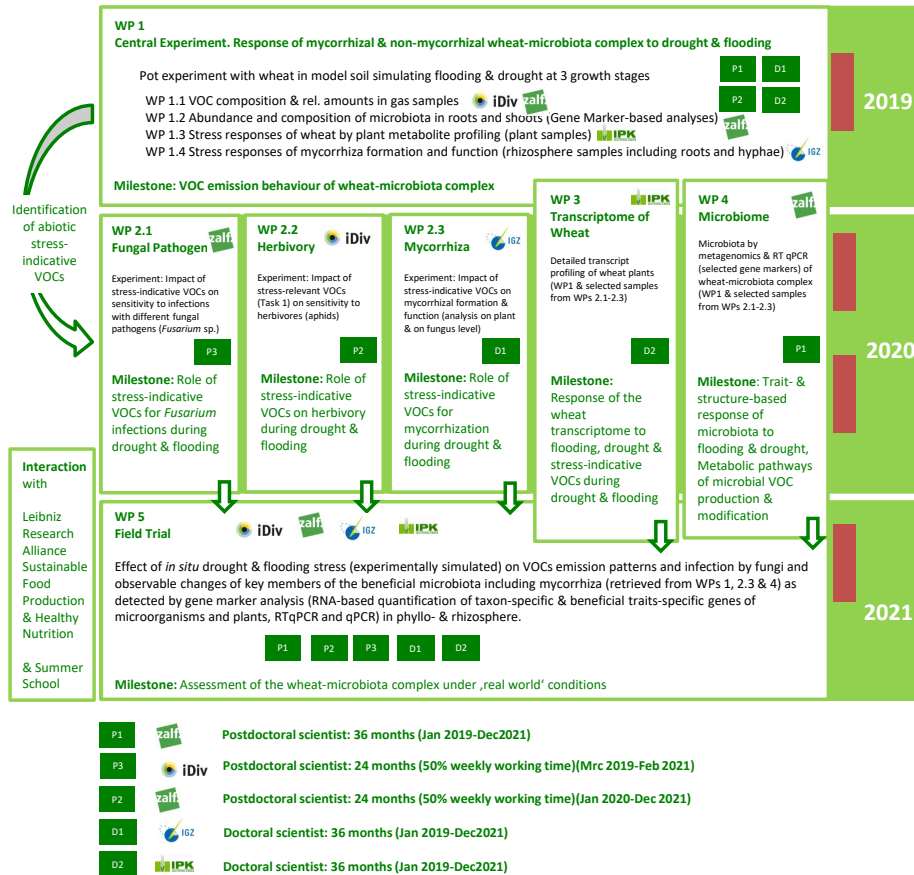 WP 1
Central Experiment. Response of mycorrhizal & non-mycorrhizal wheat-microbiota complex to drought & flooding
Pot experiment with wheat in model soil simulating flooding & drought at 3 growth stages
P1 D1
WP 1.1 VOC composition & rel. amounts in gas samples iDiv zalf
P2 D2
WP 1.2 Abundance and composition of microbiota in roots and shoots (Gene Marker-based analyses) zalf
WP 1.3 Stress responses of wheat by plant metabolite profiling (plant samples) IPK
WP 1.4 Stress responses of mycorrhiza formation and function (rhizosphere samples including roots and hyphae) IGZ
Milestone: VOC emission behaviour of wheat-microbiota complex
2019
Identification
of abiotic
stress-
indicative
VOCs
WP 2.1 zalf
Fungal Pathogen
Experiment: Impact of
stress-indicative VOCs on
sensitivity to infections
with different fungal
pathogens (Fusarium sp.)
P3
Milestone: Role of
stress-indicative
VOCs for Fusarium
infections during
drought & flooding
WP 2.2 iDiv
Herbivory
Experiment: Impact of
stress-relevant VOCs
(Task 1) on sensitivity to
herbivores (aphids)
P2
Milestone: Role of
stress-indicative
VOCs on herbivory
during drought &
flooding
WP 2.3 IGZ
Mycorrhiza
Experiment: Impact of
stress-indicative VOCs on
mycorrhizal formation &
function (analysis on plant
& on fungus level)
D1
Milestone: Role of
stress-indicative
VOCs for
mycorrhization
during drought &
flooding
WP 3 IPK
Transcriptome of
Wheat
Detailed transcript
profiling of wheat plants
(WP1 & selected samples
from WPs 2.1-2.3)
D2
Milestone:
Response of the
wheat
transcriptome to
flooding, drought &
stress-indicative
VOCs during
drought & flooding
WP 4 zalf
Microbiome
Microbiota by
metagenomics & RT qPCR
(selected gene markers) of
wheat-microbiota complex
(WP1 & selected samples
from WPs 2.1-2.3)
P1
Milestone: Trait- &
structure-based
response of
microbiota to
flooding & drought,
Metabolic pathways
of microbial VOC
production &
modification
2020
Interaction
with
Leibniz
Research
Alliance
Sustainable
Food
Production
& Healthy
Nutrition
& Summer
School
WP 5 iDiv zalf IGZ IPK
Field Trial
Effect of in situ drought & flooding stress (experimentally simulated) on VOCs emission patterns and infection by fungi and
observable changes of key members of the beneficial microbiota including mycorrhiza (retrieved from WPs 1, 2.3 & 4) as
detected by gene marker analysis (RNA-based quantification of taxon-specific & beneficial traits-specific genes of
microorganisms and plants, RTqPCR and qPCR) in phyllo- & rhizosphere.
P1 P2 P3 D1 D2
Milestone: Assessment of the wheat-microbiota complex under ‚real world‘ conditions
2021
P1 zalf Postdoctoral scientist: 36 months (Jan 2019-Dec2021)
P3 iDiv Postdoctoral scientist: 24 months (50% weekly working time)(Mrc 2019-Feb 2021)
P2 zalf Postdoctoral scientist: 24 months (50% weekly working time)(Jan 2020-Dec 2021)
D1 IGZ Doctoral scientist: 36 months (Jan 2019-Dec2021)
D2 IPK Doctoral scientist: 36 months (Jan 2019-Dec2021)